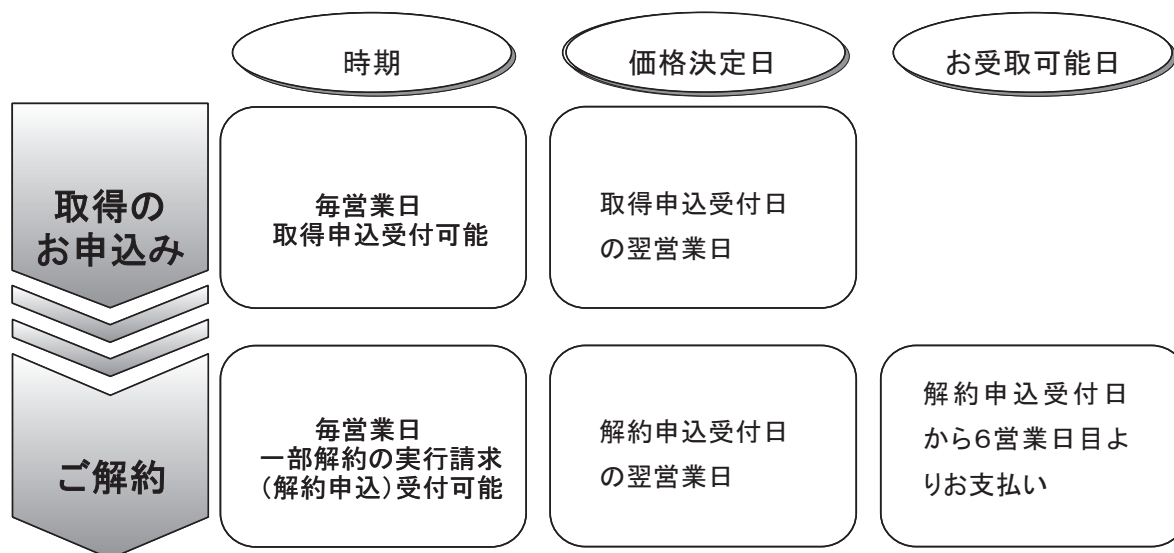 時期
価格決定日
お受取可能日
取得の
お申込み
毎営業日
取得申込受付可能
取得申込受付日
の翌営業日
ご解約
毎営業日
一部解約の実行請求
（解約申込）受付可能
解約申込受付日
の翌営業日
解約申込受付日
から６営業日目よ
りお支払い